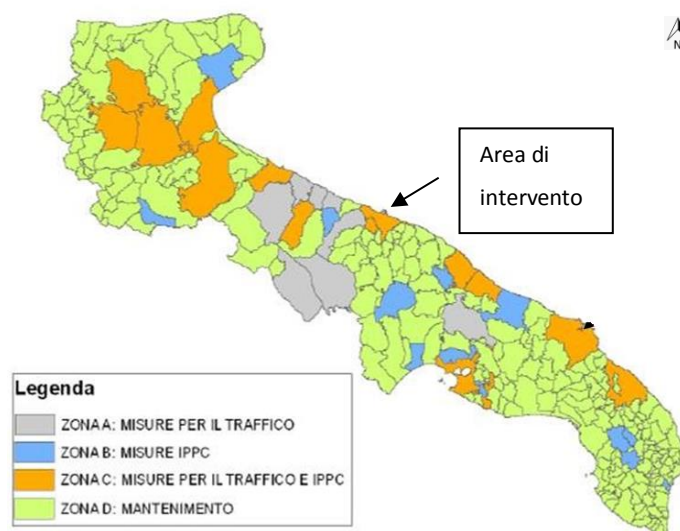 N
Area di
intervento
Legenda
ZONA A: MISURE PER IL TRAFFICO
ZONA B: MISURE IPPC
ZONA C: MISURE PER IL TRAFFICO E IPPC
ZONA D: MANTENIMENTO